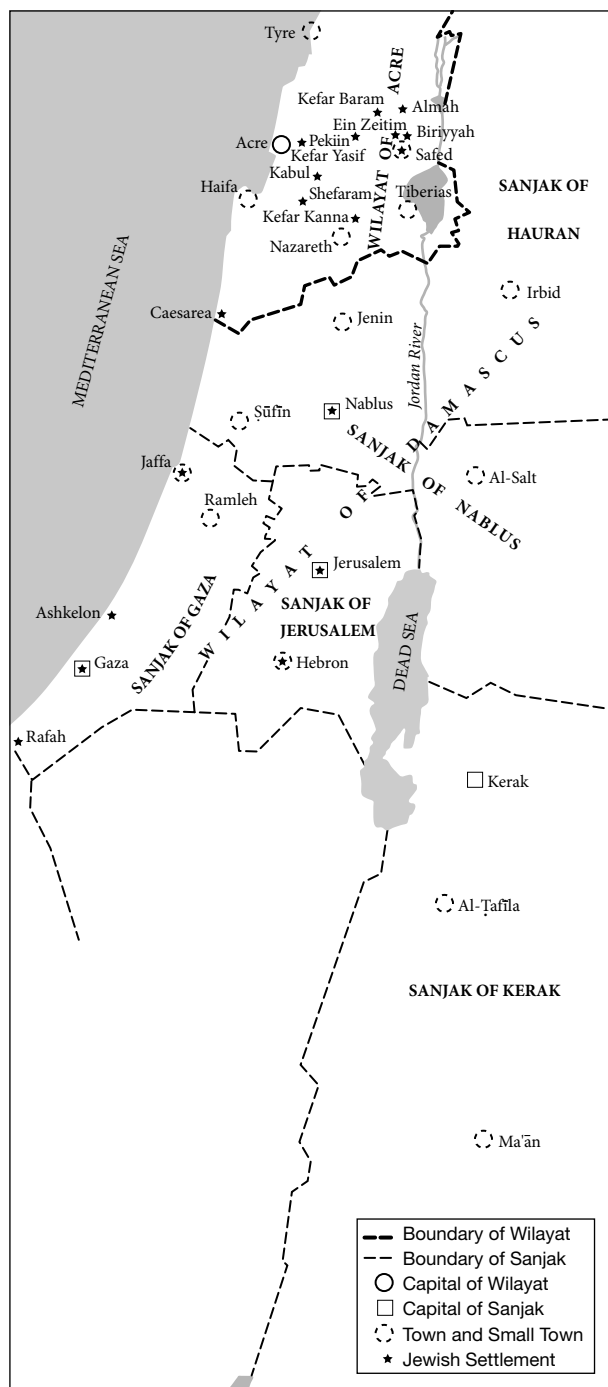 Tyre
WILAYAT OF ACRE
Kefar Baram
Almah
Ein Zeitim
Biriyyah
Acre
Pekiin
Kefar Yasif
Safed
Kabul
Haifa
Shefaram
Tiberias
Kefar Kanna
Nazareth
SANJAK OF
HAURAN
MEDITERRANEAN SEA
Caesarea
Jenin
Irbid
Jordan River
Ṣūfīn
Nablus
SANJAK OF NABLUS
WILAYAT OF DAMASCUS
Jaffa
Ramleh
Al-Salt
Jerusalem
SANJAK OF
JERUSALEM
Ashkelon
SANJAK OF GAZA
Gaza
Hebron
DEAD SEA
Rafah
Kerak
Al-Ṭafīla
SANJAK OF KERAK
Ma'ān
Boundary of Wilayat
Boundary of Sanjak
Capital of Wilayat
Capital of Sanjak
Town and Small Town
Jewish Settlement